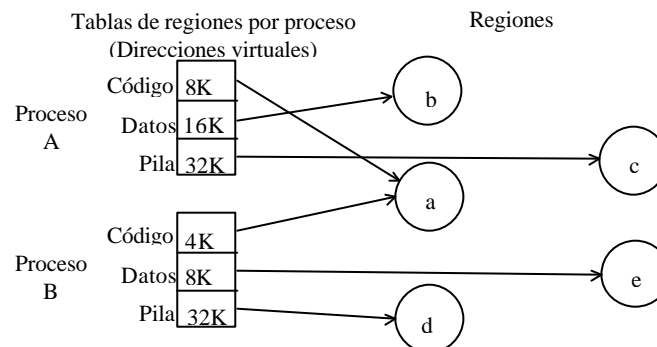 Tablas de regiones por proceso
(Direcciones virtuales)
Regiones
Proceso
A
Código 8K
Datos 16K
Pila 32K
b
c
a
Proceso
B
Código 4K
Datos 8K
Pila 32K
e
d